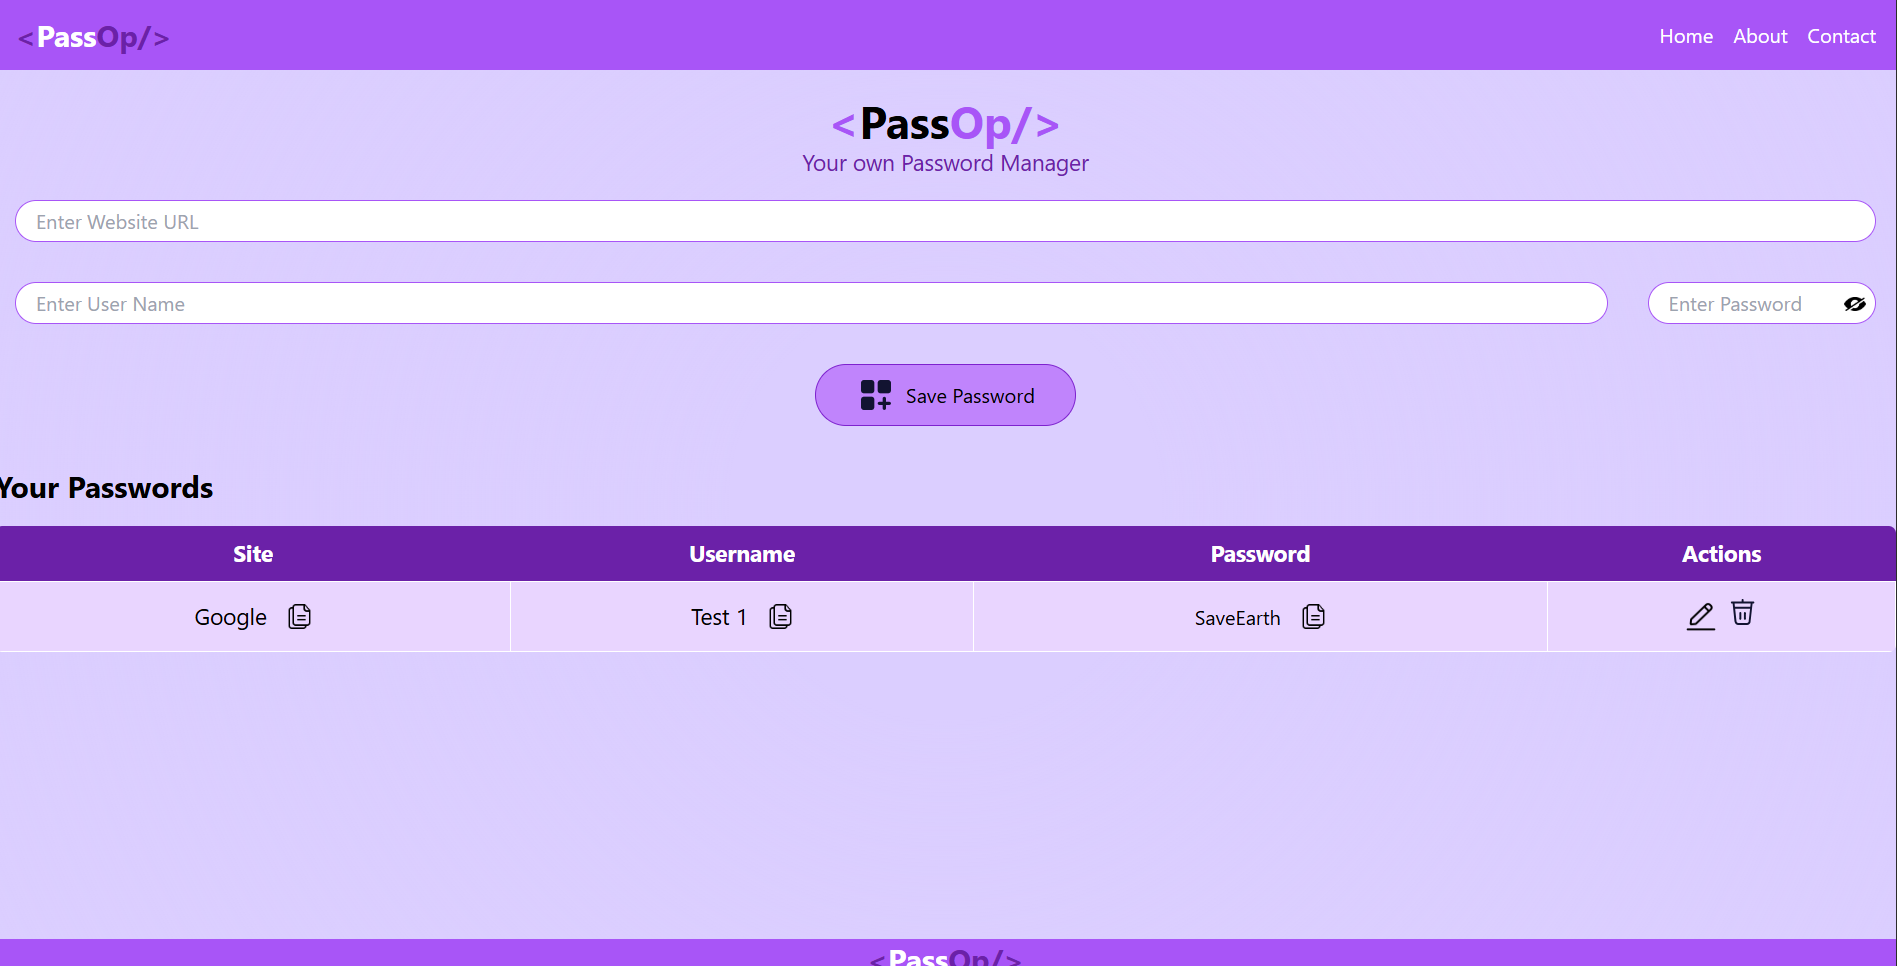 <PassOp/>
Home About Contact
<PassOp/>
Your own Password Manager
Enter Website URL
Enter User Name
Enter Password
Save Password
Your Passwords
Site Username Password Actions
Google Test 1 SaveEarth
<PassOp/>